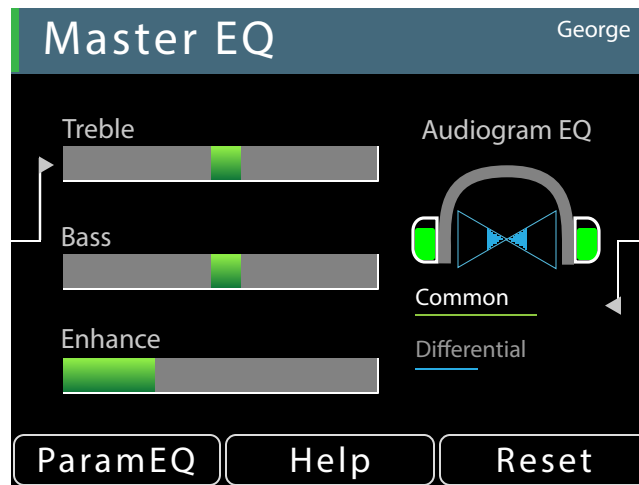 Master EQ
George
Treble
Bass
Enhance
Audiogram EQ
Common
Differential
ParamEQ
Help
Reset